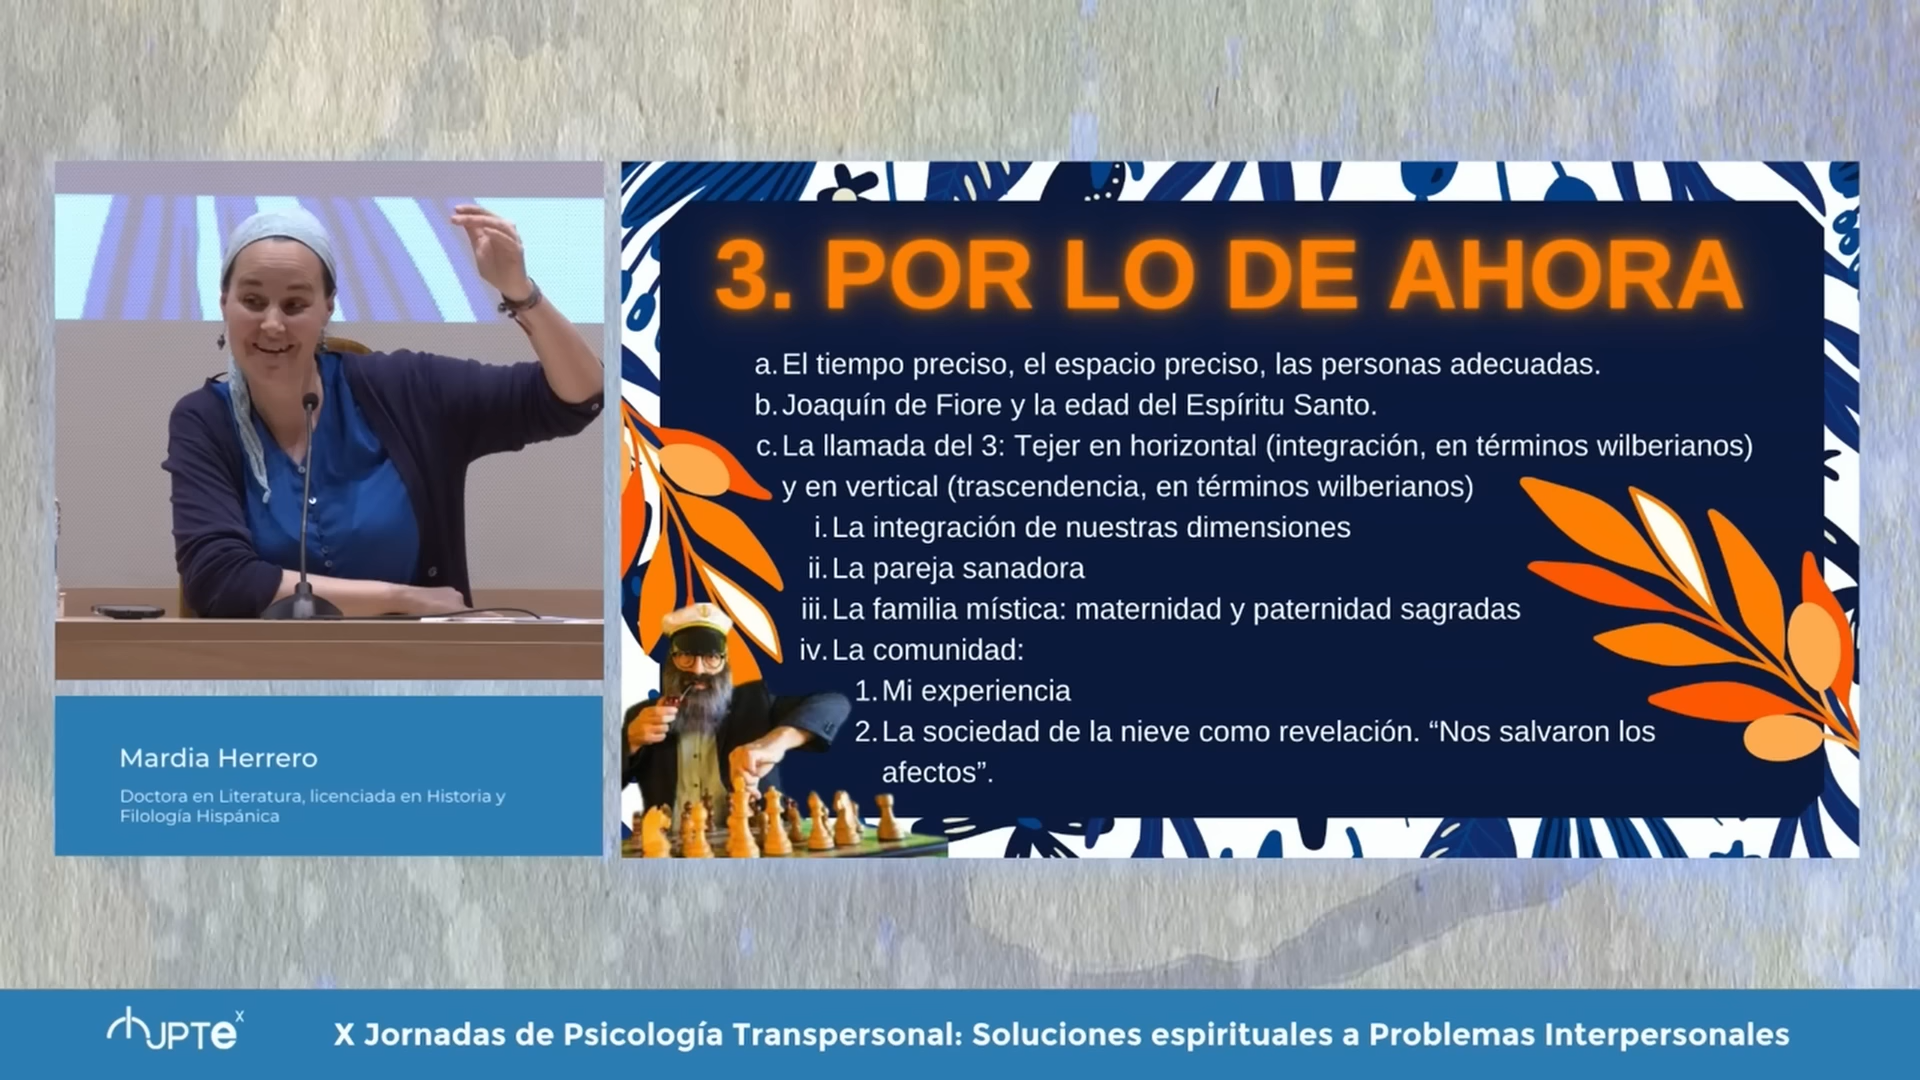 3. POR LO DE AHORA
a. El tiempo preciso, el espacio preciso, las personas adecuadas.
b. Joaquín de Fiore y la edad del Espíritu Santo.
c. La llamada del 3: Tejer en horizontal (integración, en términos wilberianos)
y en vertical (trascendencia, en términos wilberianos)
i. La integración de nuestras dimensiones
ii. La pareja sanadora
iii. La familia mística: maternidad y paternidad sagradas
iv. La comunidad:
1. Mi experiencia
2. La sociedad de la nieve como revelación. “Nos salvaron los
afectos”.
Mardia Herrero
Doctora en Literatura, licenciada en Historia y
Filología Hispánica
JPTe x
X Jornadas de Psicología Transpersonal: Soluciones espirituales a Problemas Interpersonales